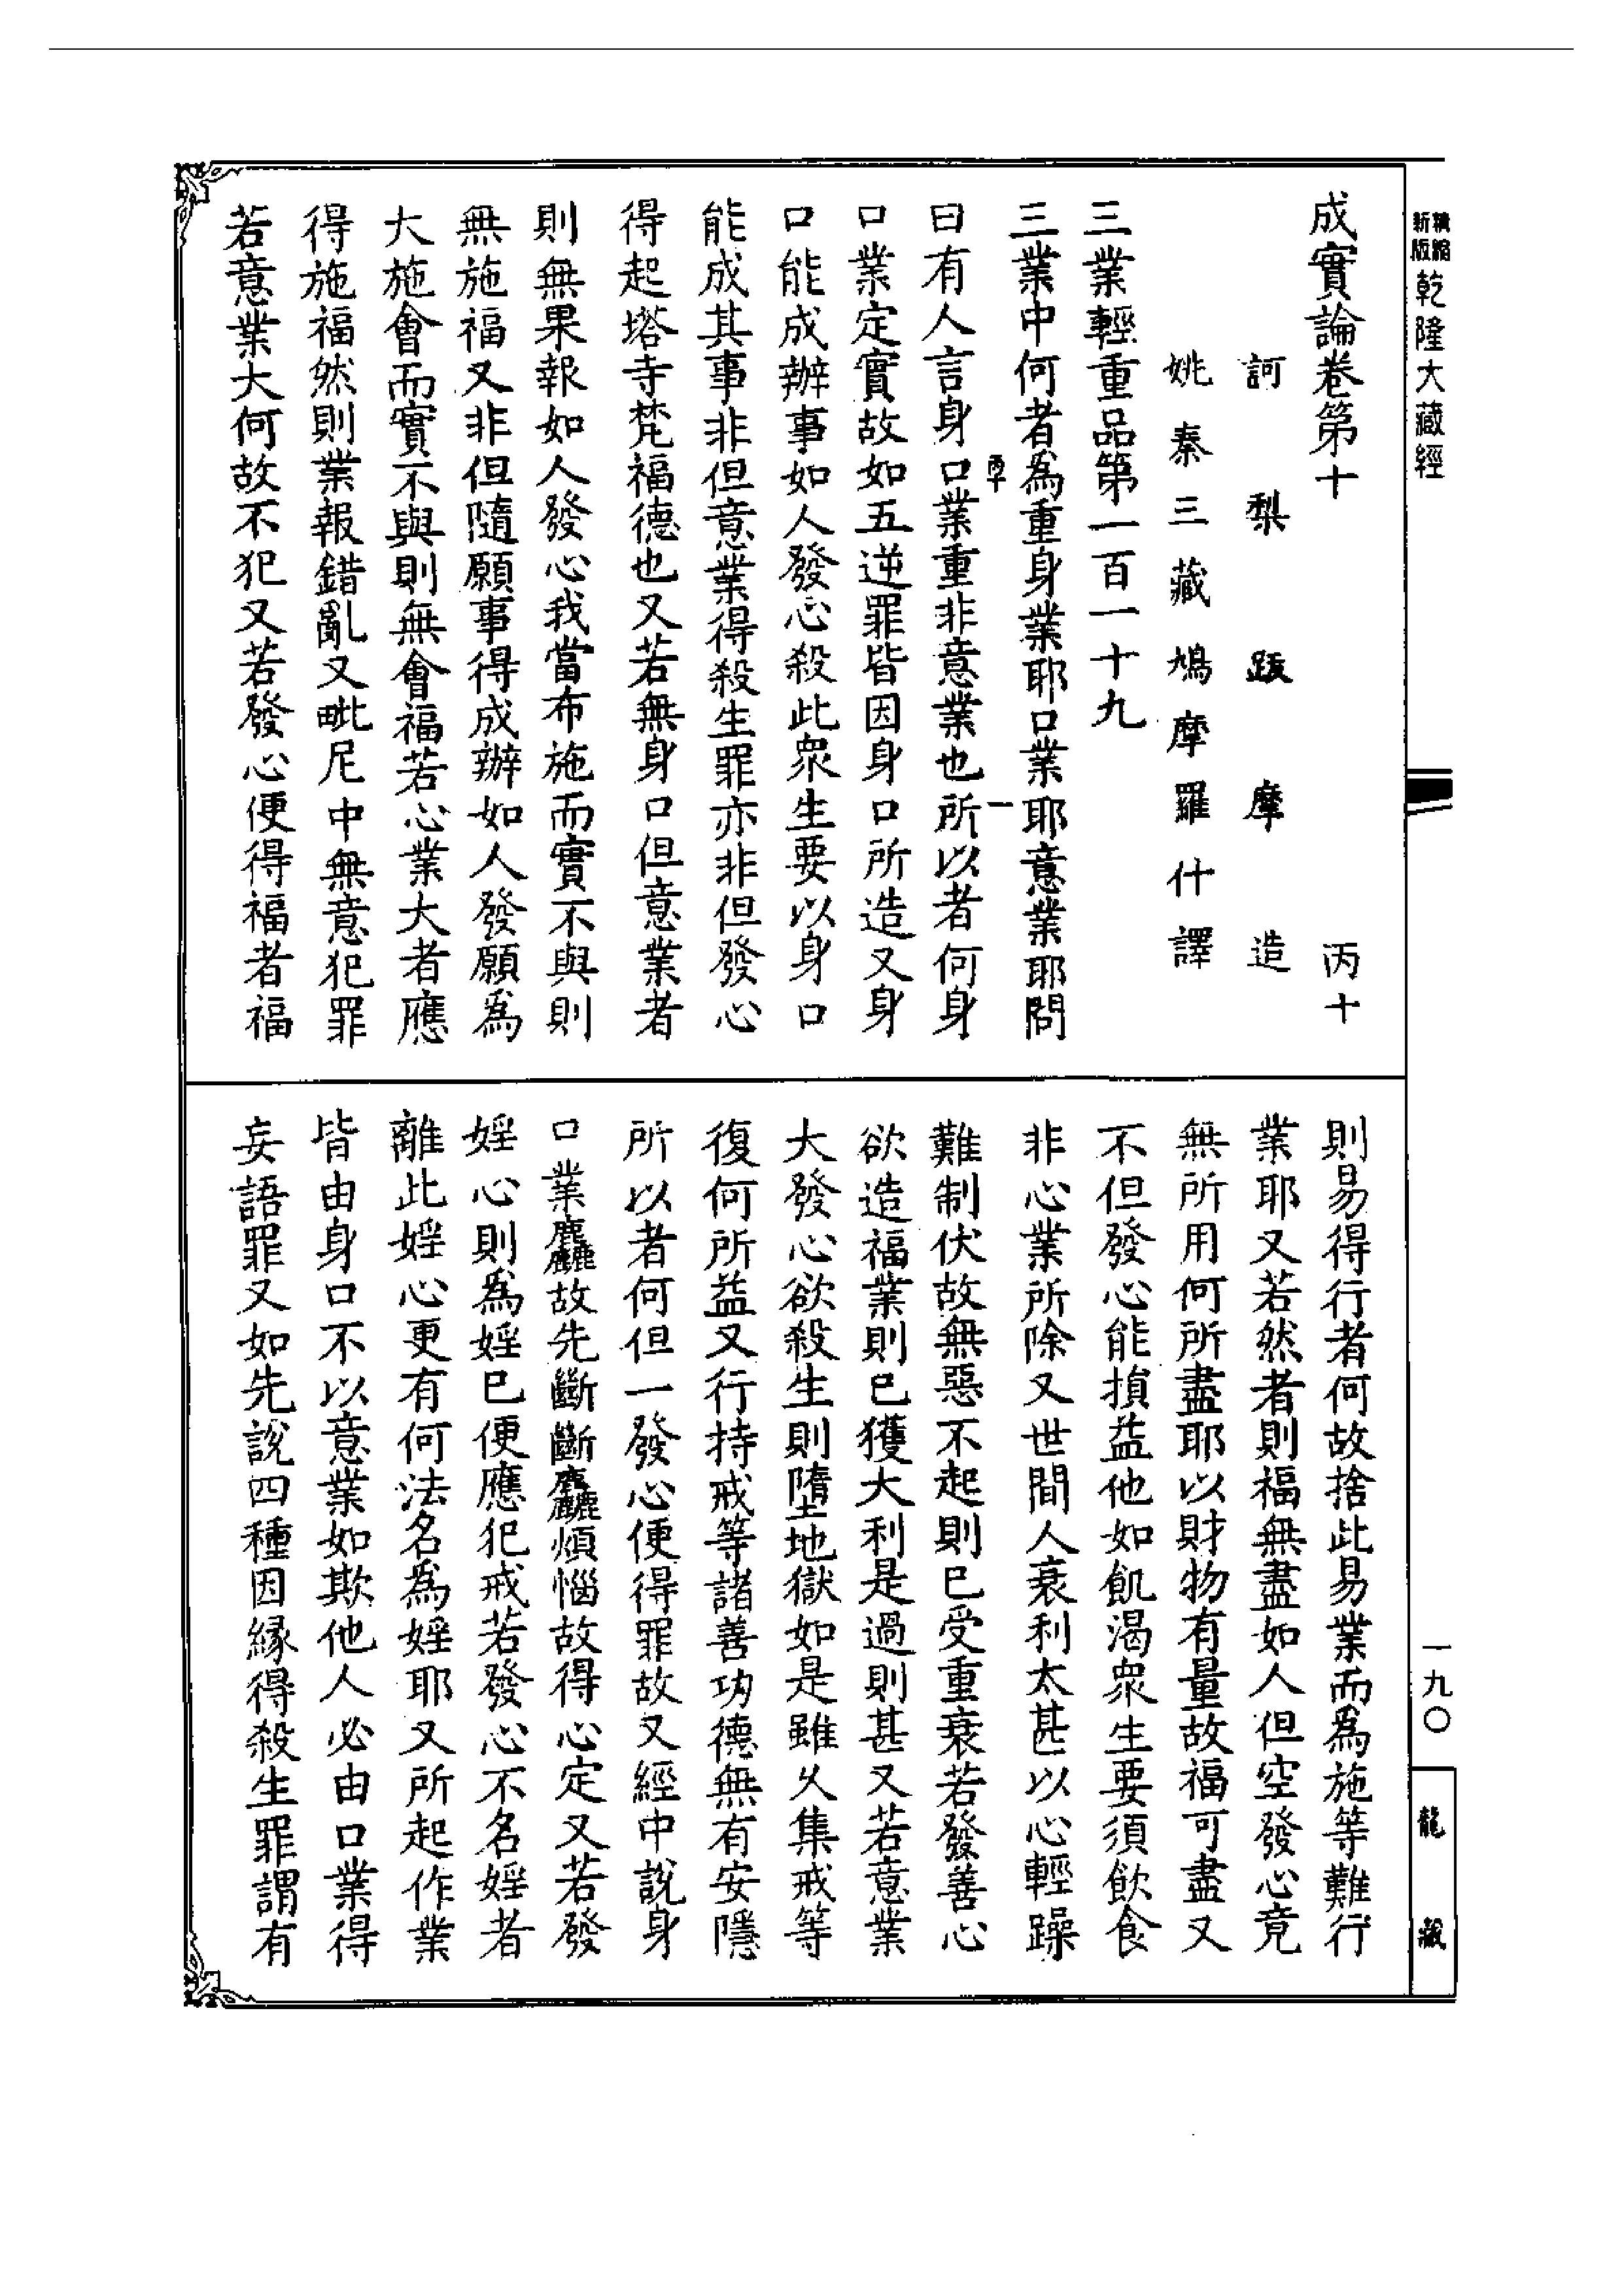 精縮新版乾隆大藏經
成實論卷第十　丙十
訶梨跋摩造
姚秦三藏鳩摩羅什譯
三業輕重品第一百一十九
三業中何者為重身業耶口業耶意業耶問
曰有人言身口業重非意業也所以者何身
口業定實故如五逆罪皆因身口所造又身
口能成辦事如人發心殺此眾生要以身口
能成其事非但意業得殺生罪亦非但發心
得起塔寺梵福德也又若無身口但意業者
則無果報如人發心我當布施而實不與則
無施福又非但隨願事得成辦如人發願為
大施會而實不與則無會福若心業大者應
得施福然則業報錯亂又毗尼中無意犯罪
若意業大何故不犯又若發心便得福者福
則易得行者何故捨此易業而為施等難行
業耶又若然者則福無盡如人但空發心竟
無所用何所盡耶以財物有量故福可盡又
不但發心能損益他如飢渴眾生要須飲食
非心業所除又世間人衰利太甚以心輕躁
難制伏故無惡不起則已受重衰若發善心
欲造福業則已獲大利是過則甚又若意業
大發心欲殺生則墮地獄如是雖久集戒等
復何所益又行持戒等諸善功德無有安隱
所以者何但一發心便得罪故又經中說身
口業麤故先斷斷麤煩惱故得心定又若發
婬心則為婬已便應犯戒若發心不名婬者
離此婬心更有何法名為婬耶又所起作業
皆由身口不以意業如欺他人必由口業得
妄語罪又如先說四種因緣得殺生罪謂有
一九〇
龍藏